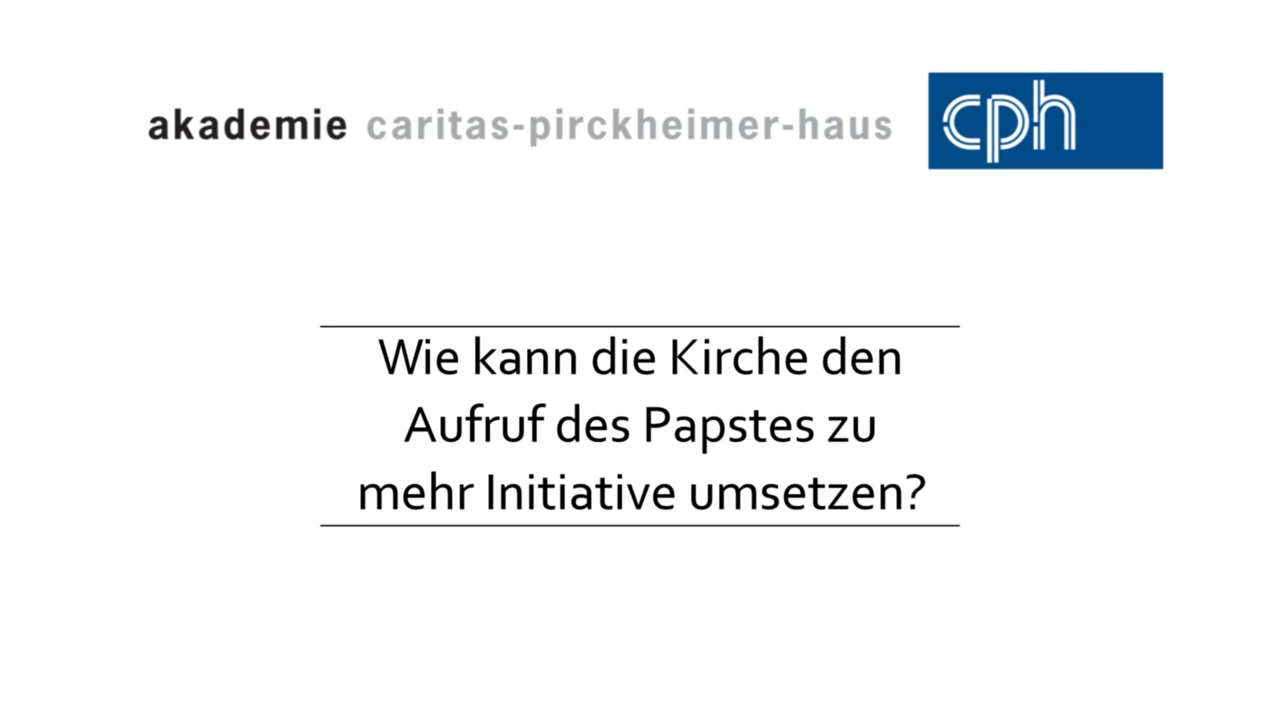 akademie caritas-pirckheimer-haus cph
Wie kann die Kirche den
Aufruf des Papstes zu
mehr Initiative umsetzen?